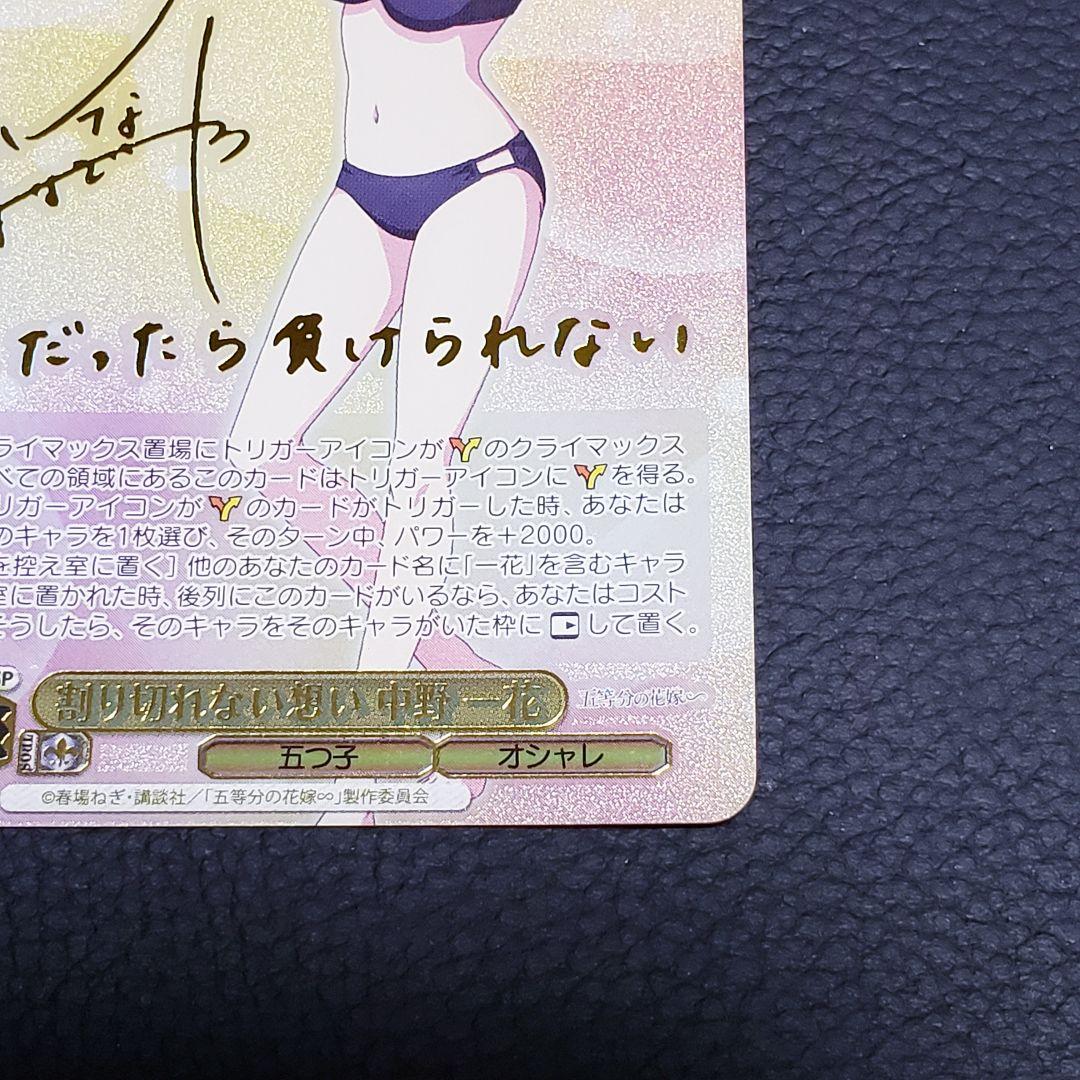 だったら負けられない
ライマックス置場にトリガーアイコンがのクライマックス
べての領域にあるこのカードはトリガーアイコンにを得る。
リガーアイコンがのカードがトリガーした時、あなたは
のキャラを1枚選び、そのターン中、パワーを+2000。
を控え室に置く]他のあなたのカード名に「一花」を含むキャラ
室に置かれた時、後列にこのカードがいるなら、あなたはコスト
そうしたら、そのキャラをそのキャラがいた枠にして置く。
SP
割り切れない想い 中野 一花
五等分の花嫁∽
soul
五つ子
オシャレ
©春場ねぎ・講談社/「五等分の花嫁∽」製作委員会